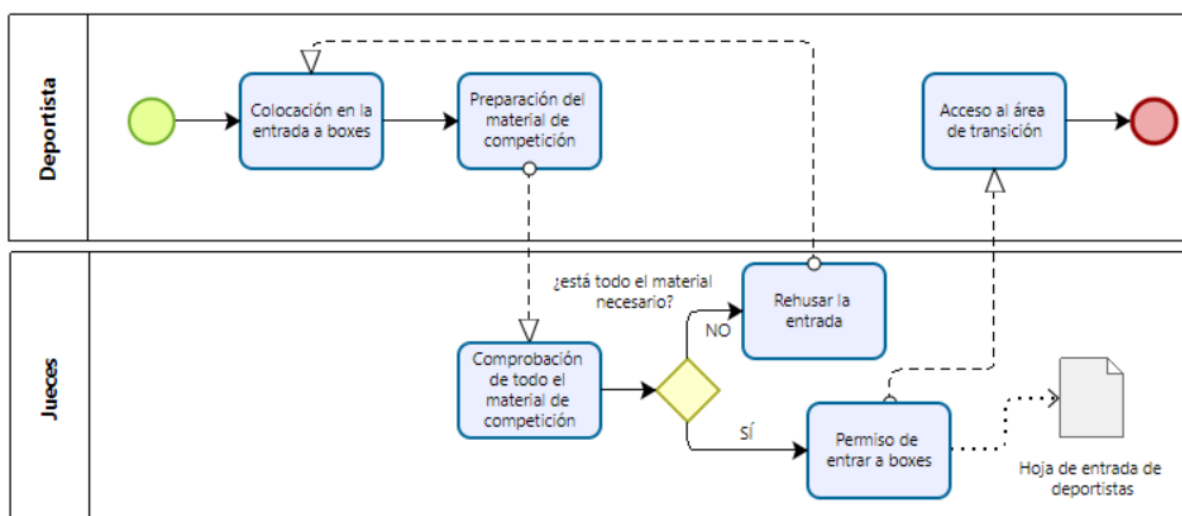 Deportista
Colocación en la
entrada a boxes
Preparación del
material de
competición
Acceso al área
de transición
Jueces
¿está todo el material
necesario?
NO
Rehusar la
entrada
Comprobación
de todo el
material de
competición
SÍ
Permiso de
entrar a boxes
Hoja de entrada de
deportistas